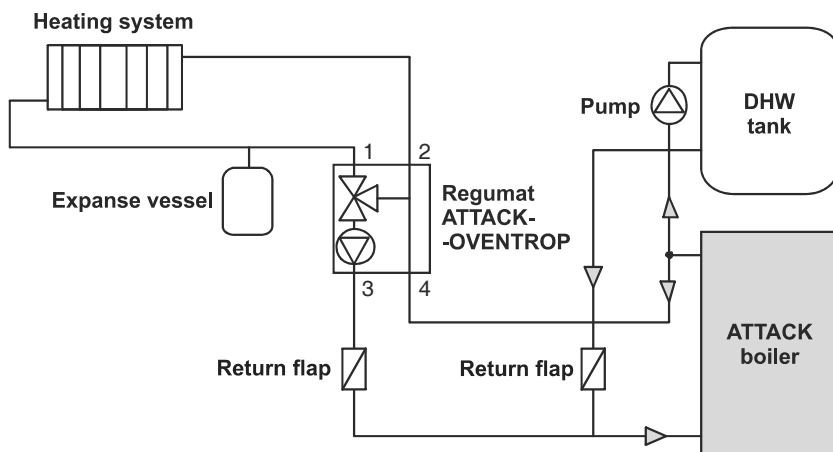 Heating system
Pump
DHW
tank
1
2
Expanse vessel
Regumat
ATTACK-
-OVENTROP
3
4
ATTACK
boiler
Return flap
Return flap